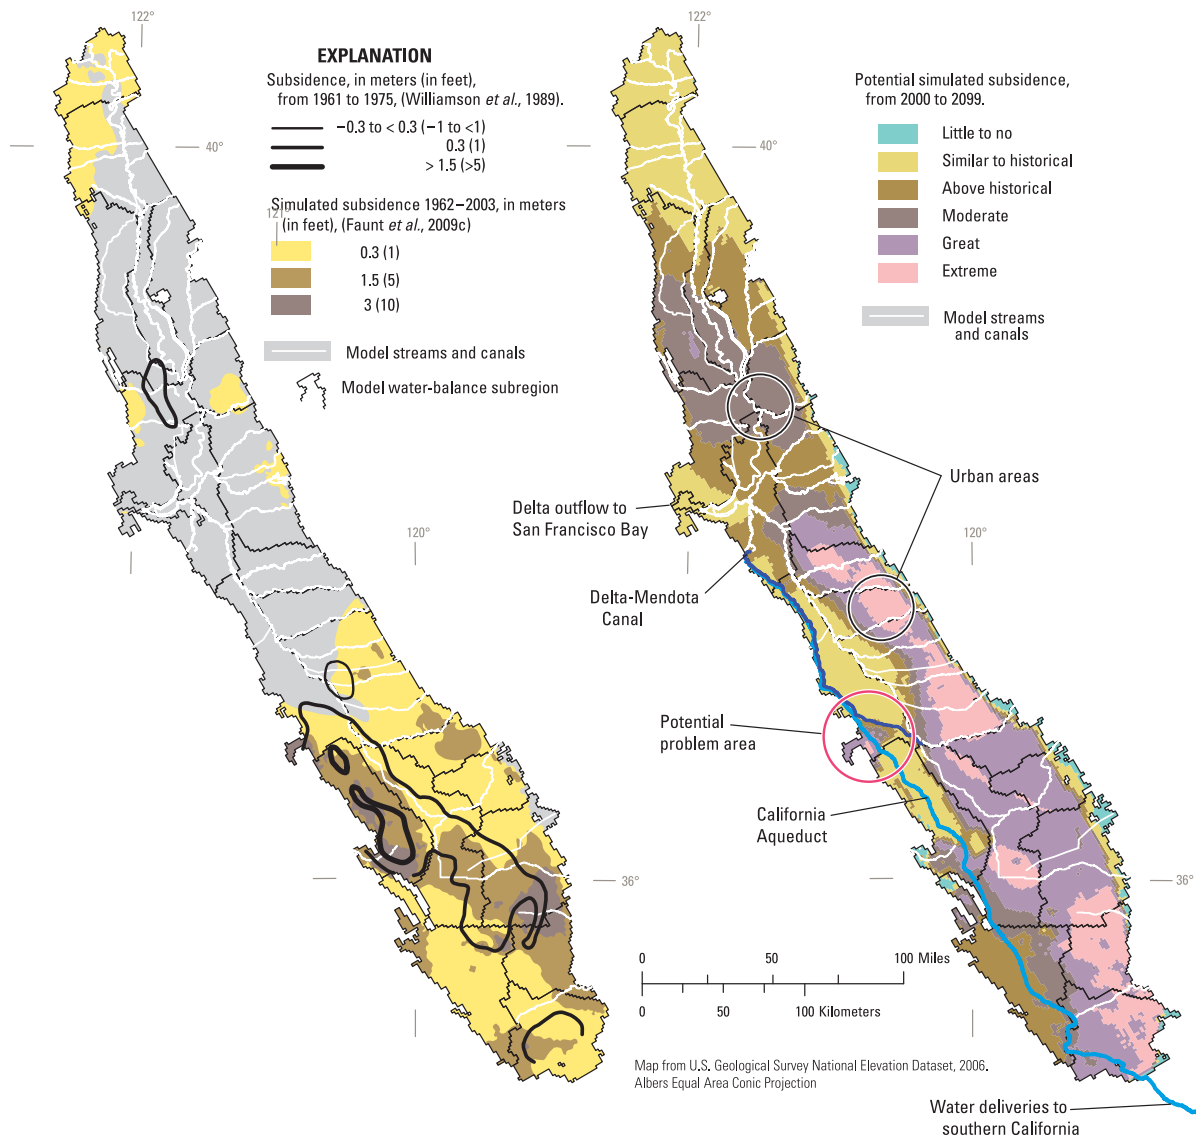 122°
EXPLANATION
Subsidence, in meters (in feet),
from 1961 to 1975, (Williamson et al., 1989).
−0.3 to < 0.3 (−1 to <1)
0.3 (1)
> 1.5 (>5)
40°
Simulated subsidence 1962–2003, in meters
121°
(in feet), (Faunt et al., 2009c)
0.3 (1)
1.5 (5)
3 (10)
Model streams and canals
Model water-balance subregion
120°
36°
122°
Potential simulated subsidence,
from 2000 to 2099.
Little to no
Similar to historical
Above historical
Moderate
Great
Extreme
Model streams
and canals
40°
Urban areas
Delta outflow to
San Francisco Bay
120°
Delta-Mendota
Canal
Potential
problem area
California
Aqueduct
36°
0 50 100 Miles
0 50 100 Kilometers
Map from U.S. Geological Survey National Elevation Dataset, 2006.
Albers Equal Area Conic Projection
Water deliveries to
southern California